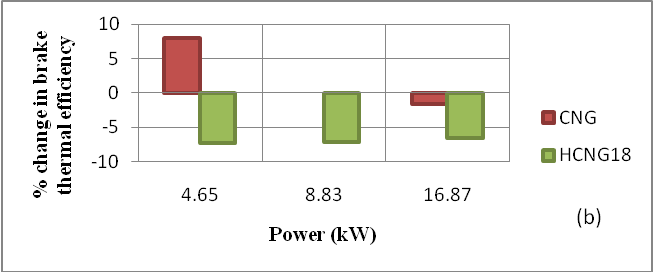 % change in brake
thermal efficiency
10
5
0
-5
-10
4.65 8.83 16.87
Power (kW)
CNG
HCNG18
(b)